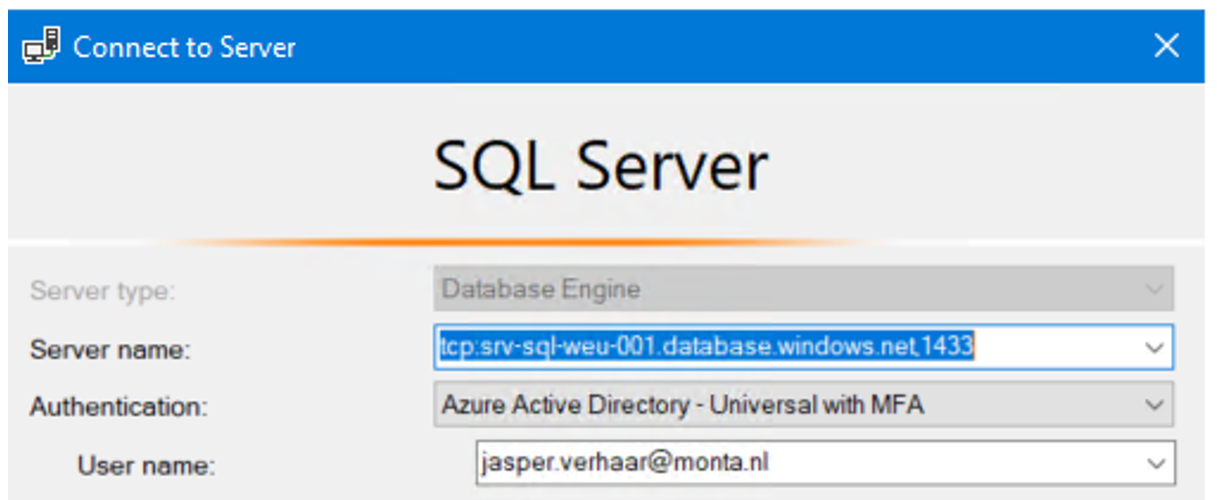 Connect to Server
SQL Server
Server type: Database Engine
Server name: tcp:srv-sql-weu-001.database.windows.net,1433
Authentication: Azure Active Directory - Universal with MFA
User name: jasper.verhaar@monta.nl